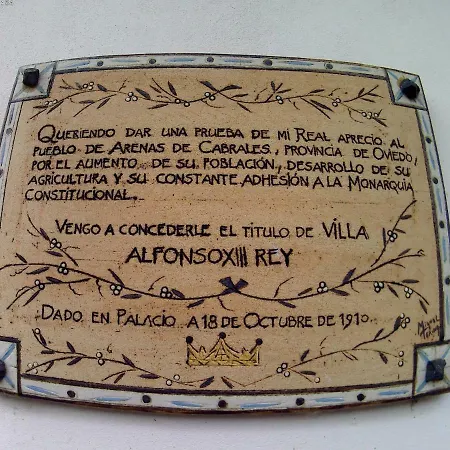 QUERIENDO DAR UNA PRUEBA DE MI REAL APRECIO AL
PUEBLO DE ARENAS DE CABRALES, PROVINCIA DE OVIEDO,
POR EL AUMENTO DE SU POBLACIÓN, DESARROLLO DE SU
AGRICULTURA Y SU CONSTANTE ADHESIÓN A LA MONARQUIA
CONSTITUCIONAL.
VENGO A CONCEDERLE EL TITULO DE VILLA
ALFONSO XIII REY
DADO EN PALACIO A 18 DE OCTUBRE DE 1910.